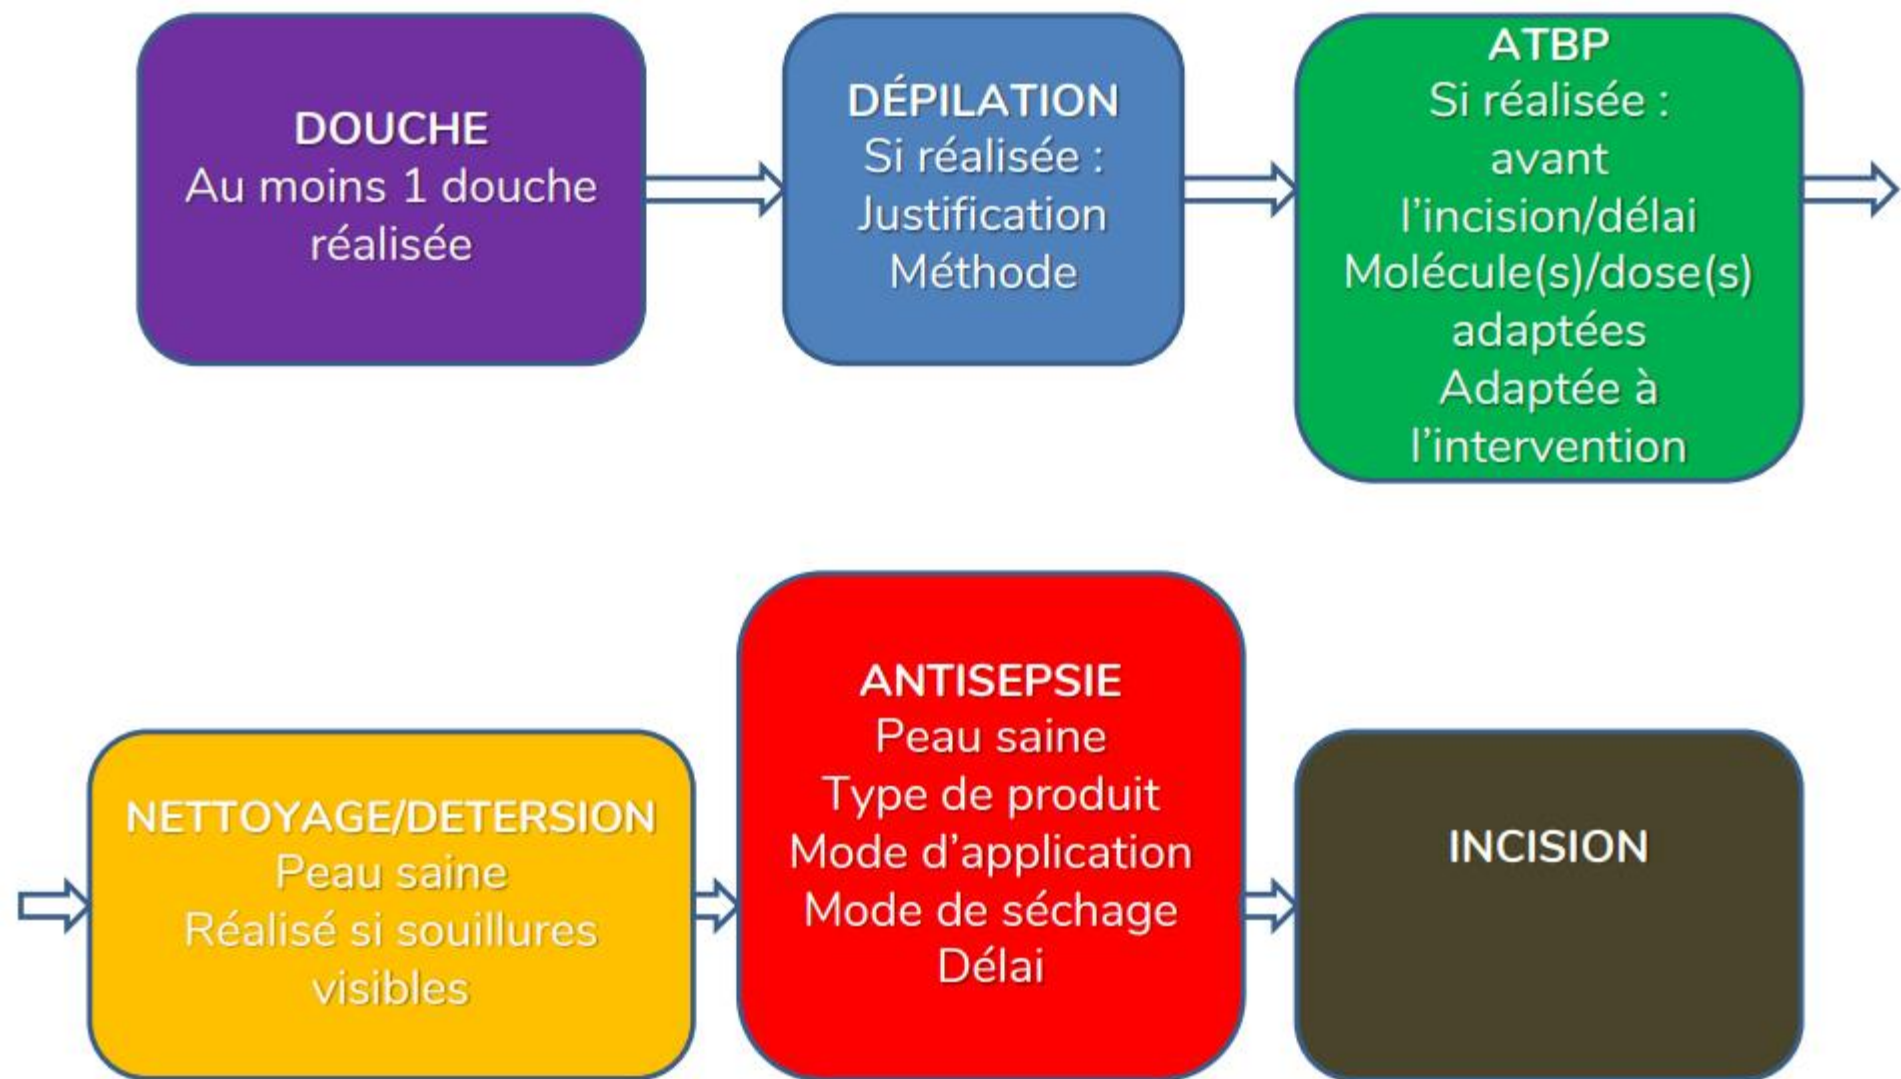 DOUCHE
Au moins 1 douche
réalisée
DÉPILATION
Si réalisée :
Justification
Méthode
ATBP
Si réalisée :
avant
l'incision/délai
Molécule(s)/dose(s)
adaptées
Adaptée à
l'intervention
NETTOYAGE/DETERSION
Peau saine
Réalisé si souillures
visibles
ANTISEPSIE
Peau saine
Type de produit
Mode d'application
Mode de séchage
Délai
INCISION